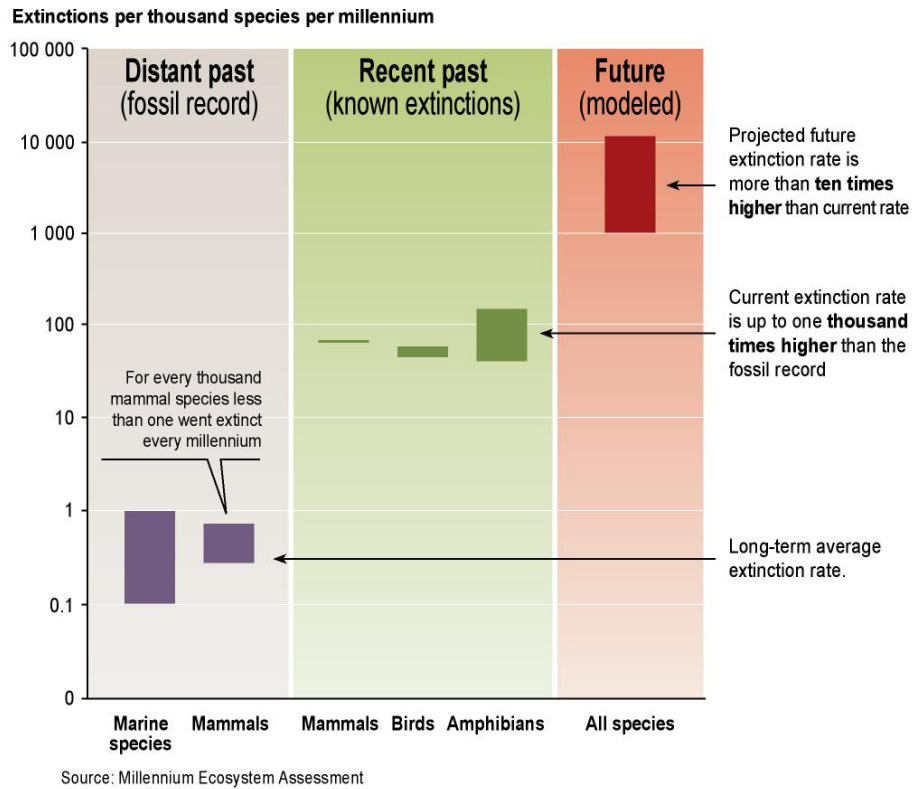 Extinctions per thousand species per millennium
100 000
10 000
1 000
100
10
1
0.1
0
Distant past
(fossil record)
Recent past
(known extinctions)
Future
(modeled)
For every thousand
mammal species less
than one went extinct
every millennium
Projected future
extinction rate is
more than ten times
higher than current rate
Current extinction rate
is up to one thousand
times higher than the
fossil record
Long-term average
extinction rate.
Marine
species
Mammals
Mammals
Birds
Amphibians
All species
Source: Millennium Ecosystem Assessment